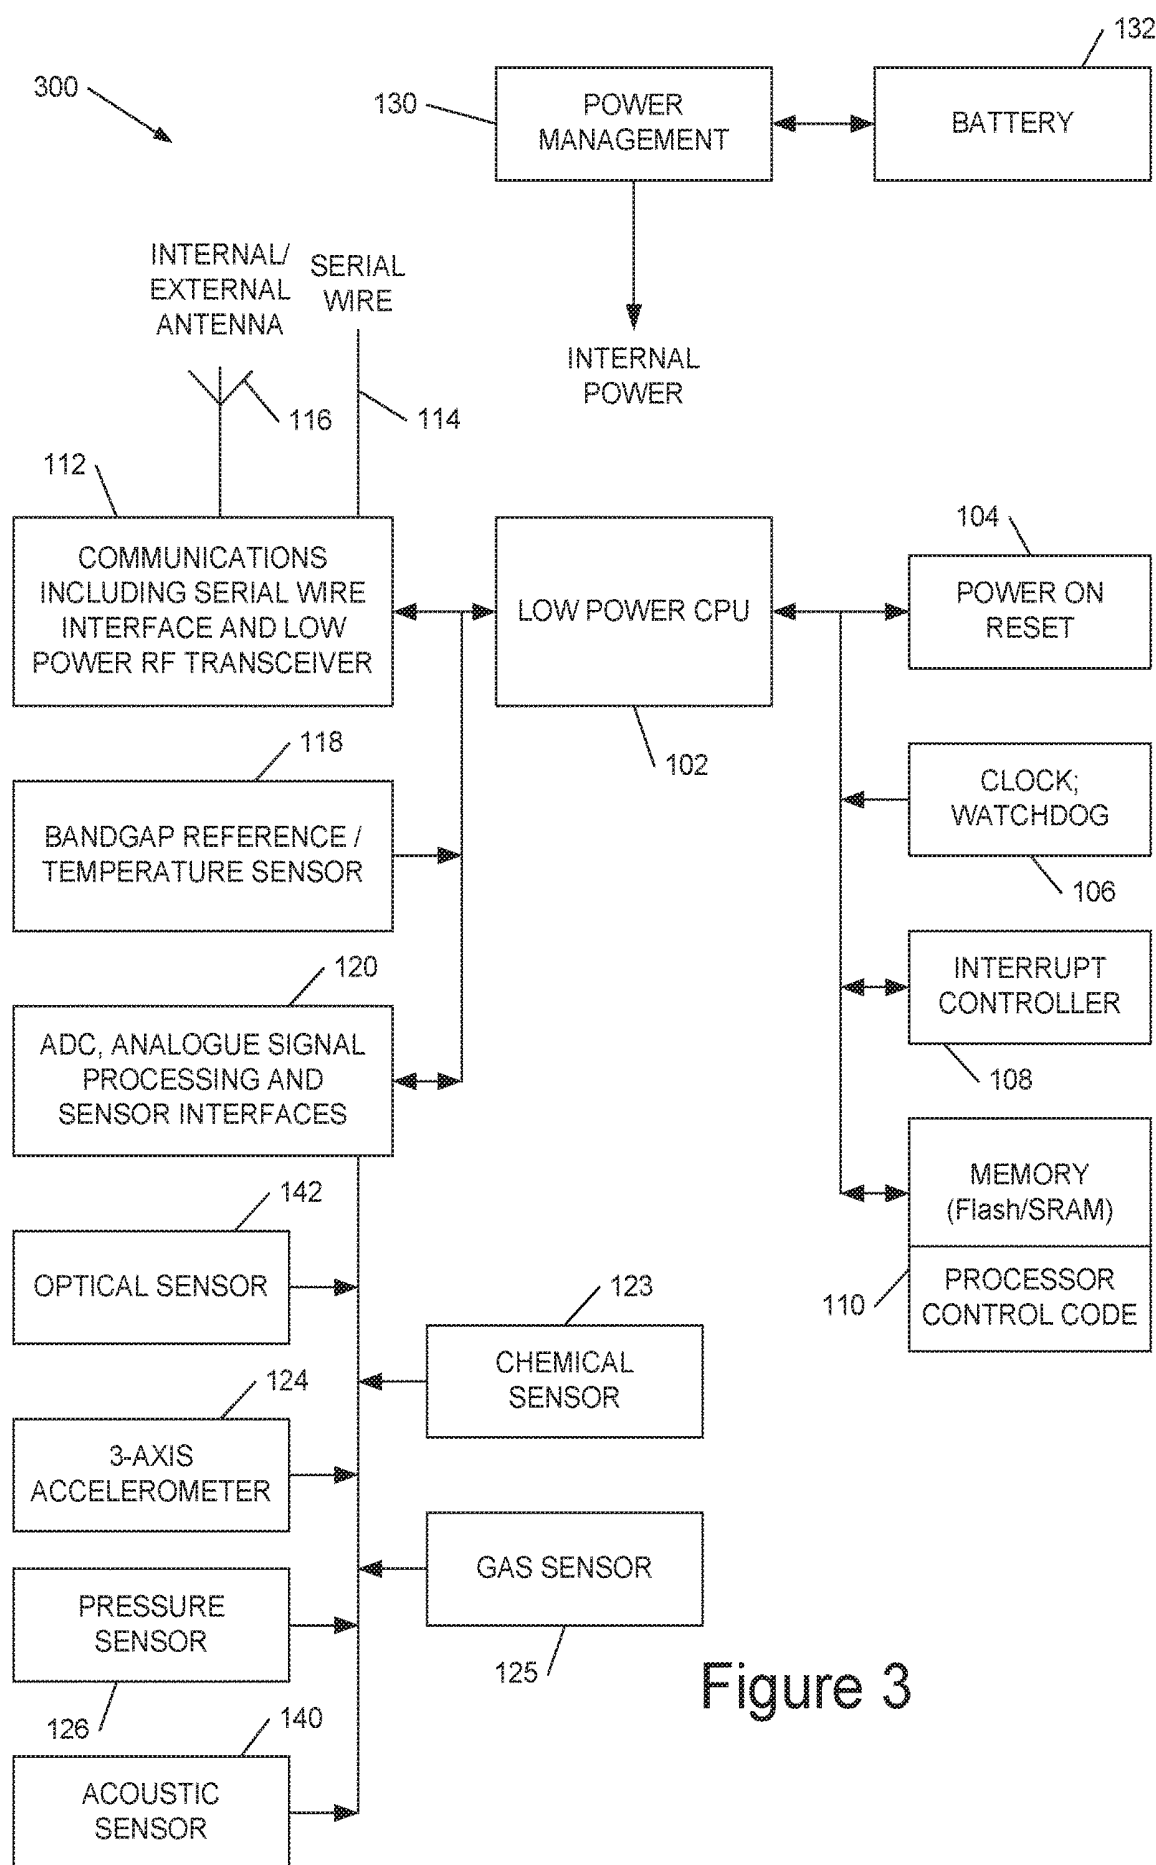 132
300
130
POWER
MANAGEMENT
BATTERY
INTERNAL/
EXTERNAL
ANTENNA
SERIAL
WIRE
INTERNAL
POWER
116
114
112
COMMUNICATIONS
INCLUDING SERIAL WIRE
INTERFACE AND LOW
POWER RF TRANSCEIVER
LOW POWER CPU
104
POWER ON
RESET
118
102
BANDGAP REFERENCE /
TEMPERATURE SENSOR
CLOCK;
WATCHDOG
106
120
ADC, ANALOGUE SIGNAL
PROCESSING AND
SENSOR INTERFACES
INTERRUPT
CONTROLLER
108
MEMORY
(Flash/SRAM)
110
PROCESSOR
CONTROL CODE
142
OPTICAL SENSOR
123
CHEMICAL
SENSOR
124
3-AXIS
ACCELEROMETER
GAS SENSOR
125
PRESSURE
SENSOR
126
140
ACOUSTIC
SENSOR
Figure 3